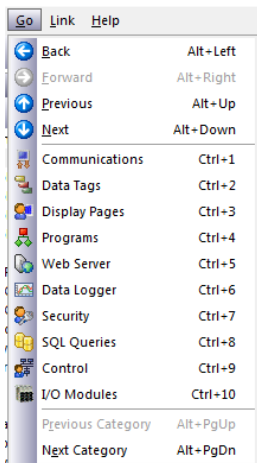 Go Link Help
Back Alt+Left
Forward Alt+Right
Previous Alt+Up
Next Alt+Down
Communications Ctrl+1
Data Tags Ctrl+2
Display Pages Ctrl+3
Programs Ctrl+4
Web Server Ctrl+5
Data Logger Ctrl+6
Security Ctrl+7
SQL Queries Ctrl+8
Control Ctrl+9
I/O Modules Ctrl+10
Previous Category Alt+PgUp
Next Category Alt+PgDn